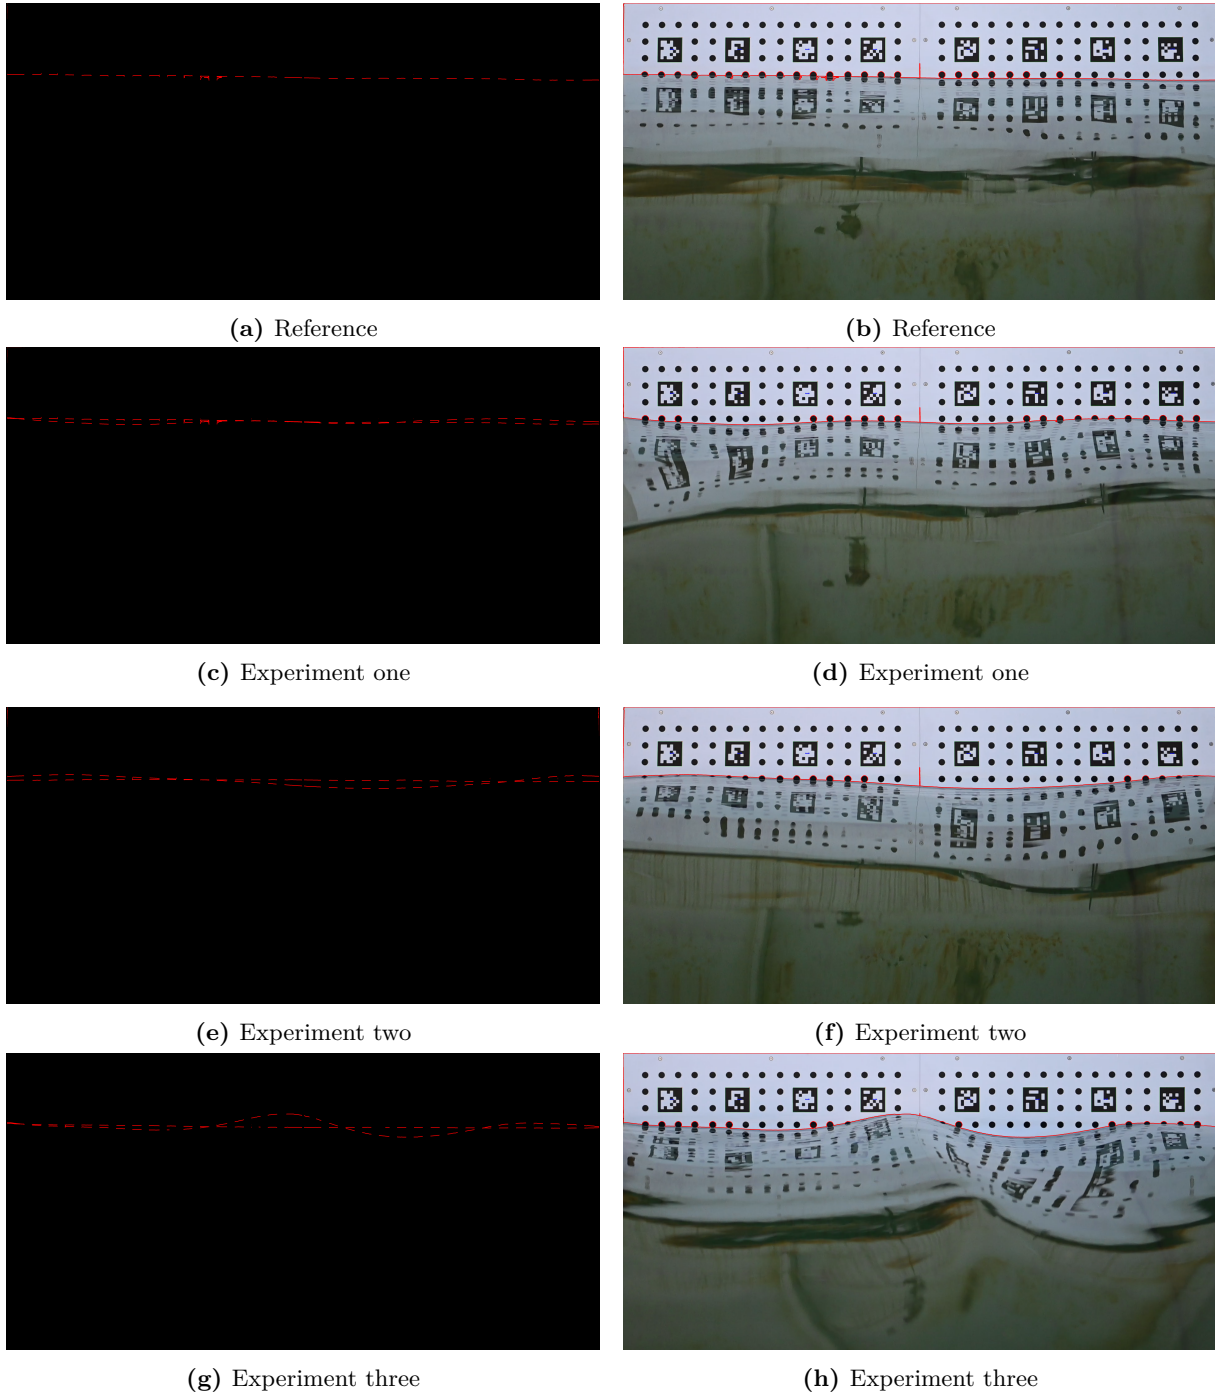 (a) Reference
(b) Reference
(c) Experiment one
(d) Experiment one
(e) Experiment two
(f) Experiment two
(g) Experiment three
(h) Experiment three